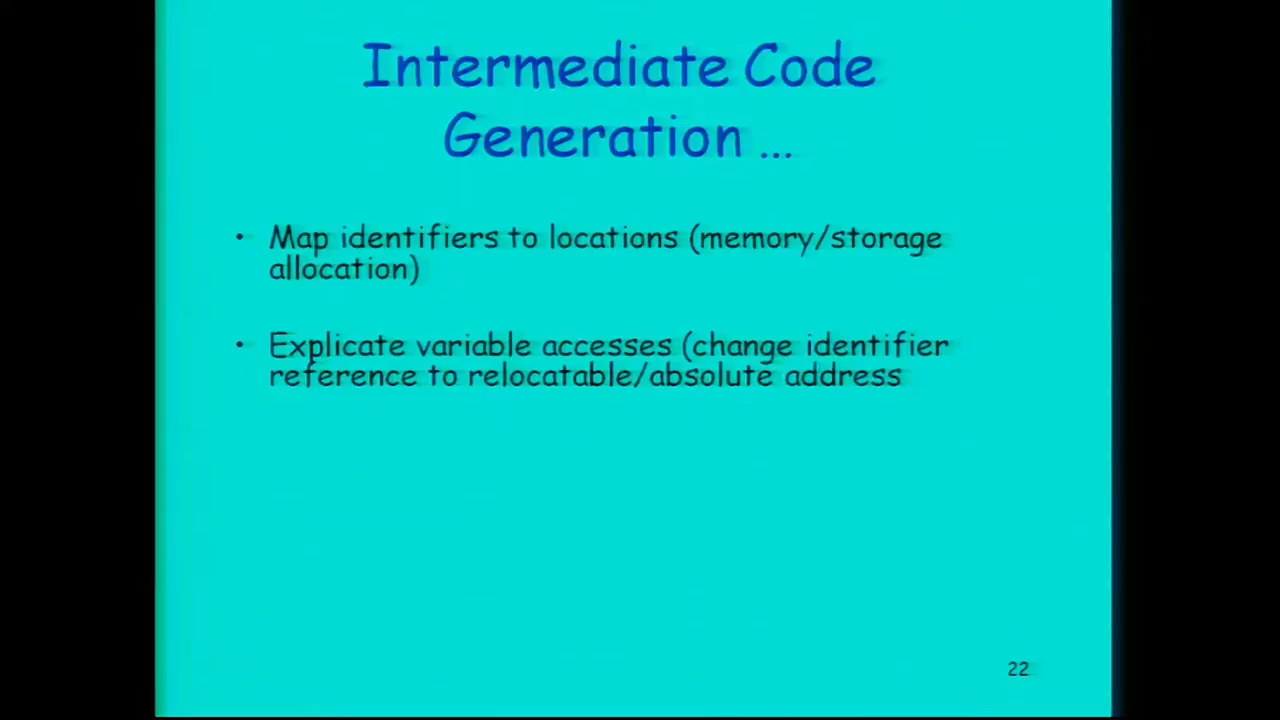 Intermediate Code
Generation ...
• Map identifiers to locations (memory/storage
allocation)
• Explicate variable accesses (change identifier
reference to relocatable/absolute address
22